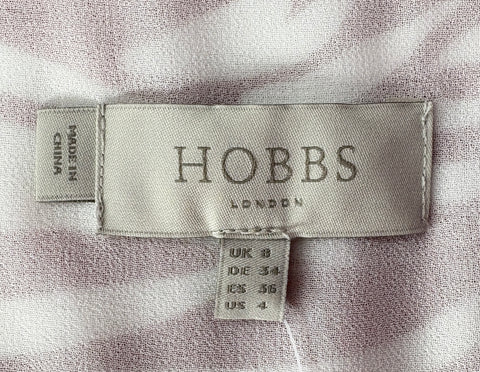 MADE IN
CHINA
HOBBS
LONDON
UK 8
DE 34
ES 36
US 4